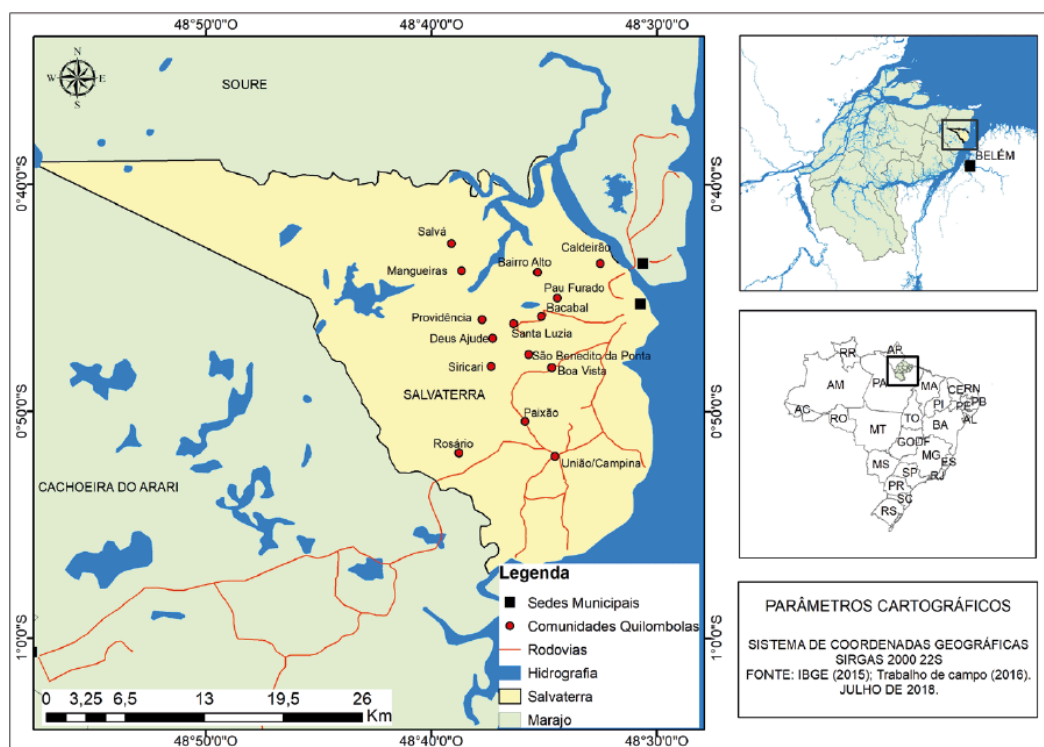 48°50'0"O
48°40'0"O
48°30'0"O
N
W
E
S
SOURE
0°40'0"S
0°40'0"S
Salvá
Caldeirão
Mangueiras
Bairro Alto
Pau Furado
Bacabal
Providência
Santa Luzia
Deus Ajude
São Benedito da Ponta
Siricari
Boa Vista
SALVATERRA
0°50'0"S
0°50'0"S
Paixão
Rosário
União/Campina
CACHOEIRA DO ARARI
1°0'0"S
1°0'0"S
Legenda
Sedes Municipais
Comunidades Quilombolas
Rodovias
Hidrografia
Salvaterra
Marajo
0 3,25 6,5 13 19,5 26
Km
48°50'0"O
48°40'0"O
48°30'0"O
BELÉM
RR
AP
AM
PA
MA
CE
RN
PB
PI
PE
AL
AC
RO
TO
BA
MT
GO
DF
MG
ES
MS
SP
RJ
PR
SC
RS
PARÂMETROS CARTOGRÁFICOS
SISTEMA DE COORDENADAS GEOGRÁFICAS
SIRGAS 2000 22S
FONTE: IBGE (2015); Trabalho de campo (2016).
JULHO DE 2018.